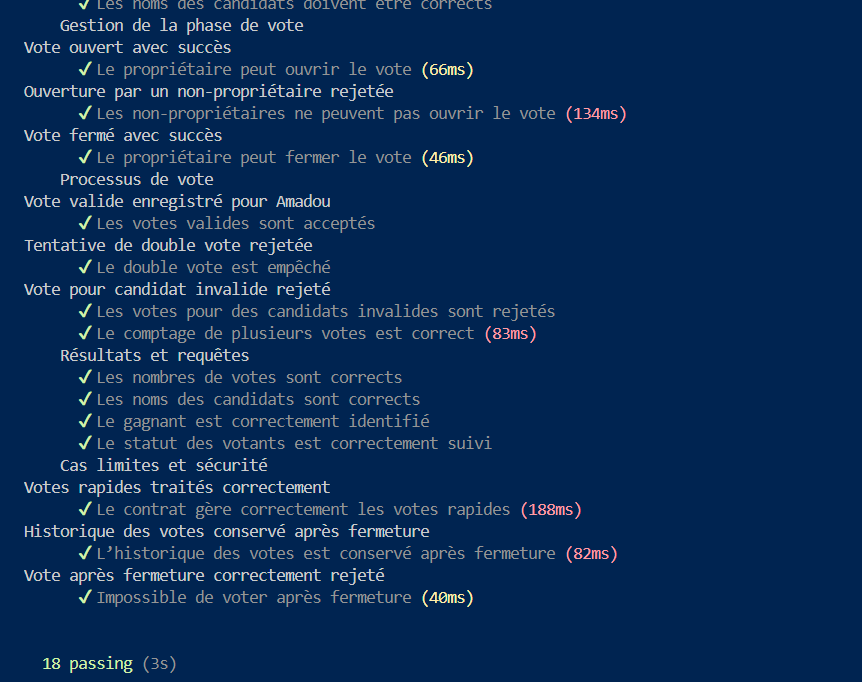 ✓ Les noms des candidats doivent être corrects
Gestion de la phase de vote
Vote ouvert avec succès
✓ Le propriétaire peut ouvrir le vote (66ms)
Ouverture par un non-propriétaire rejetée
✓ Les non-propriétaires ne peuvent pas ouvrir le vote (134ms)
Vote fermé avec succès
✓ Le propriétaire peut fermer le vote (46ms)
Processus de vote
Vote valide enregistré pour Amadou
✓ Les votes valides sont acceptés
Tentative de double vote rejetée
✓ Le double vote est empêché
Vote pour candidat invalide rejeté
✓ Les votes pour des candidats invalides sont rejetés
✓ Le comptage de plusieurs votes est correct (83ms)
Résultats et requêtes
✓ Les nombres de votes sont corrects
✓ Les noms des candidats sont corrects
✓ Le gagnant est correctement identifié
✓ Le statut des votants est correctement suivi
Cas limites et sécurité
Votes rapides traités correctement
✓ Le contrat gère correctement les votes rapides (188ms)
Historique des votes conservé après fermeture
✓ L’historique des votes est conservé après fermeture (82ms)
Vote après fermeture correctement rejeté
✓ Impossible de voter après fermeture (40ms)
18 passing (3s)